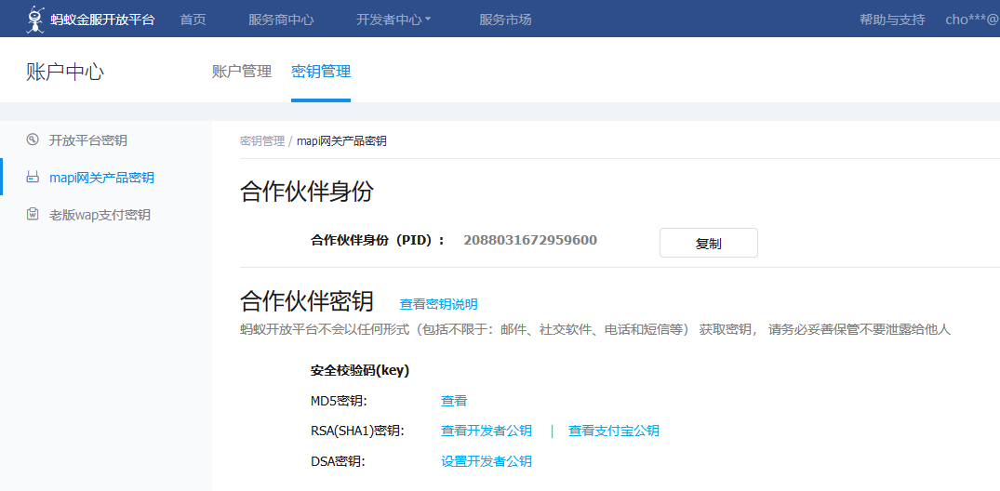 蚂蚁金服开放平台 首页 服务商中心 开发者中心 服务市场 帮助与支持 cho***@
账户中心 账户管理 密钥管理
开放平台密钥
mapi网关产品密钥
老版wap支付密钥
密钥管理 / mapi网关产品密钥
合作伙伴身份
合作伙伴身份（PID）： 2088031672959600 复制
合作伙伴密钥 查看密钥说明
蚂蚁开放平台不会以任何形式（包括不限于：邮件、社交软件、电话和短信等） 获取密钥， 请务必妥善保管不要泄露给他人
安全校验码(key)
MD5密钥: 查看
RSA(SHA1)密钥: 查看开发者公钥 | 查看支付宝公钥
DSA密钥: 设置开发者公钥